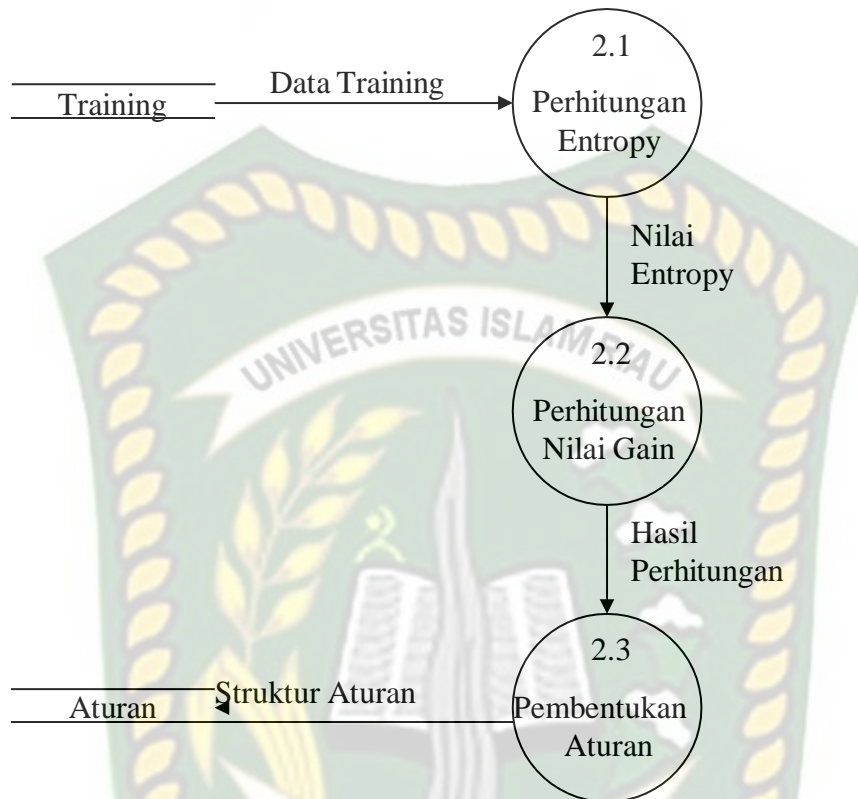 2.1
Data Training
Training
Perhitungan
Entropy
Nilai
Entropy
UNIVERSITAS ISLAM RIAU
2.2
Perhitungan
Nilai Gain
Hasil
Perhitungan
2.3
Struktur Aturan
Aturan
Pembentukan
Aturan